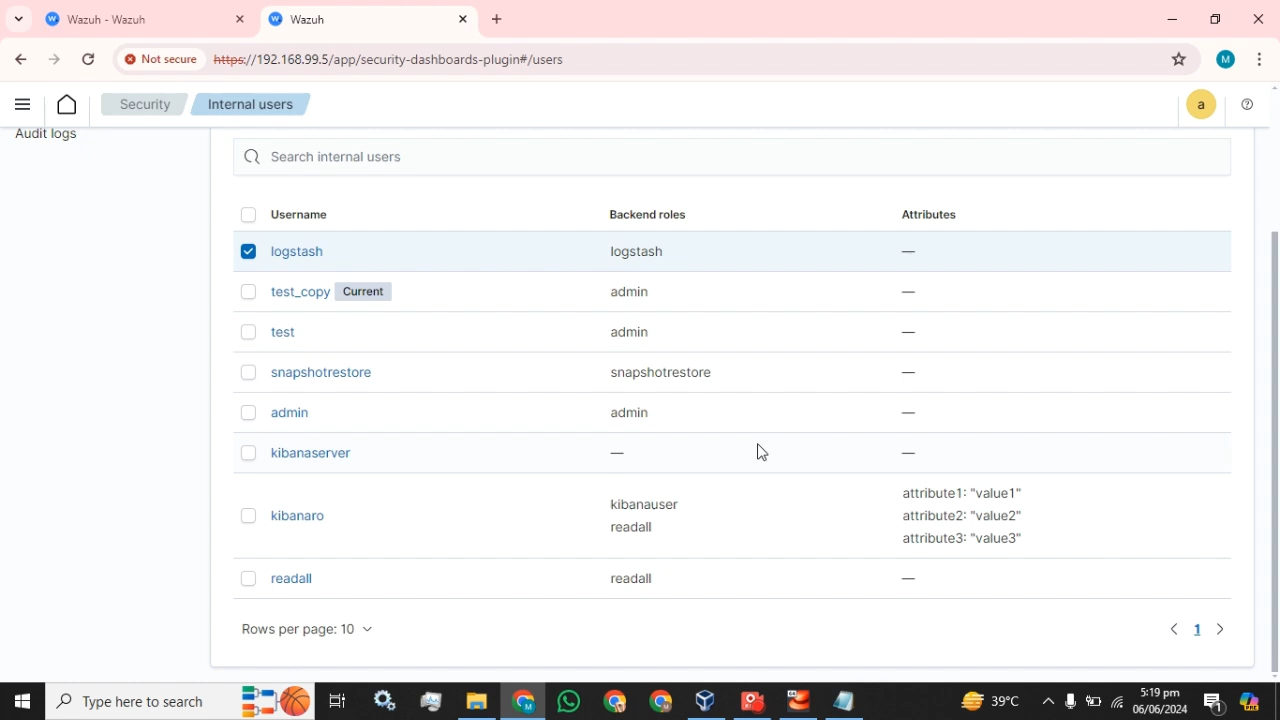 Wazuh - Wazuh
Wazuh
Not secure
https://192.168.99.5/app/security-dashboards-plugin#/users
M
Security
Internal users
a
Audit logs
Search internal users
Username Backend roles Attributes
logstash logstash —
test_copy Current admin —
test admin —
snapshotrestore snapshotrestore —
admin admin —
kibanaserver — —
kibanaro
kibanauser
readall
attribute1: "value1"
attribute2: "value2"
attribute3: "value3"
readall readall —
Rows per page: 10
1
Type here to search
39°C
5:19 pm
06/06/2024
1